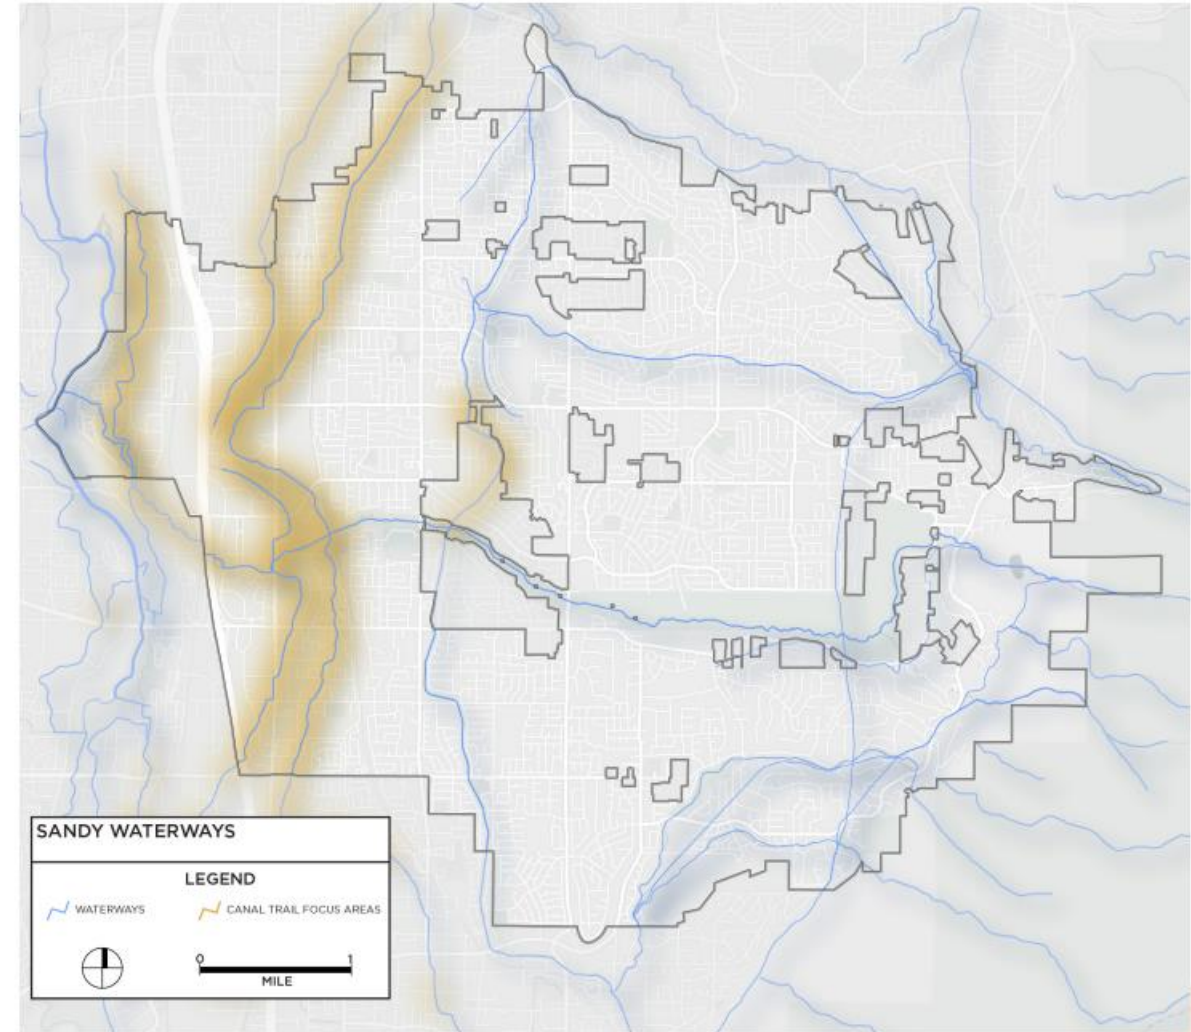 SANDY WATERWAYS
LEGEND
WATERWAYS
CANAL TRAIL FOCUS AREAS
0 1
MILE